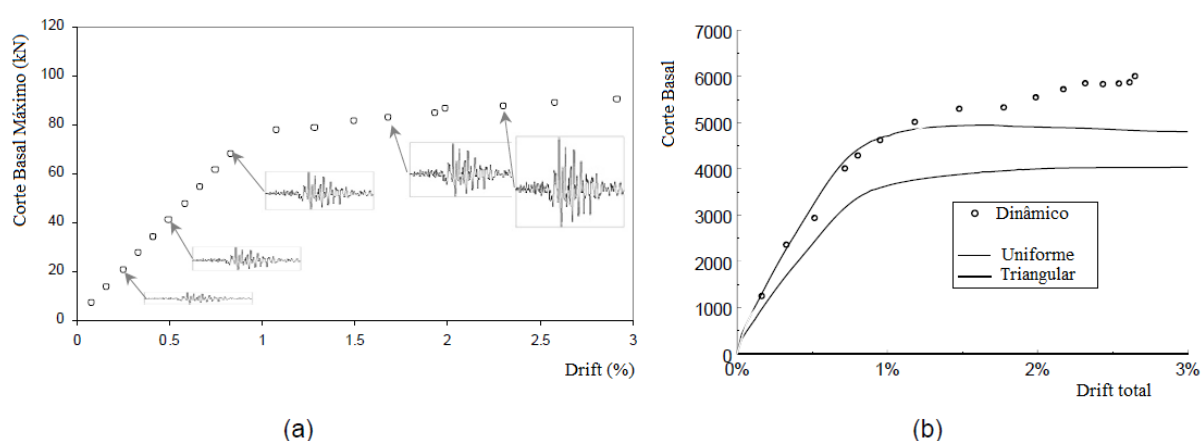 Corte Basal Máximo (kN)
120
100
80
60
40
20
0
0
0.5
1
1.5
2
2.5
3
Drift (%)
(a)
Corte Basal
7000
6000
5000
4000
3000
2000
1000
0
0%
1%
2%
3%
Drift total
Dinâmico
Uniforme
Triangular
(b)